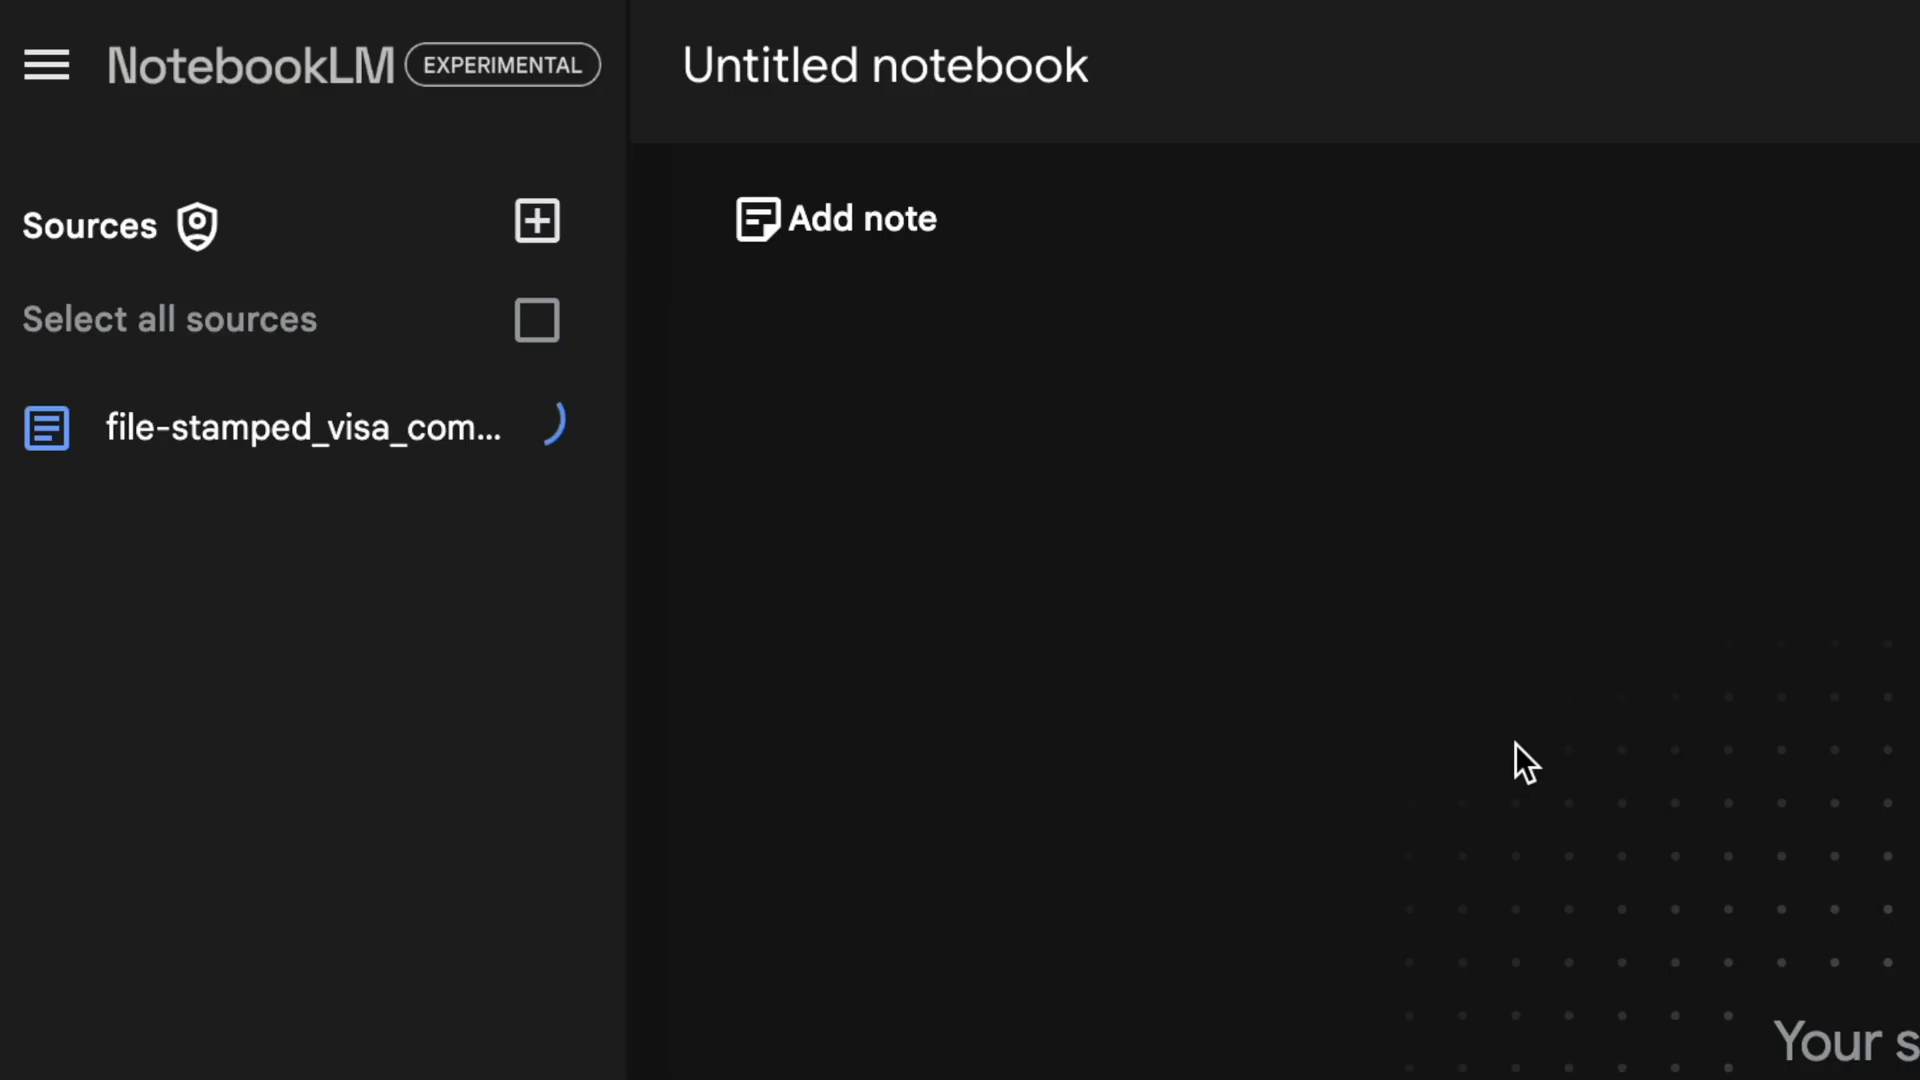 NotebookLM EXPERIMENTAL
Untitled notebook
Sources
Add note
Select all sources
file-stamped_visa_com...
Your s